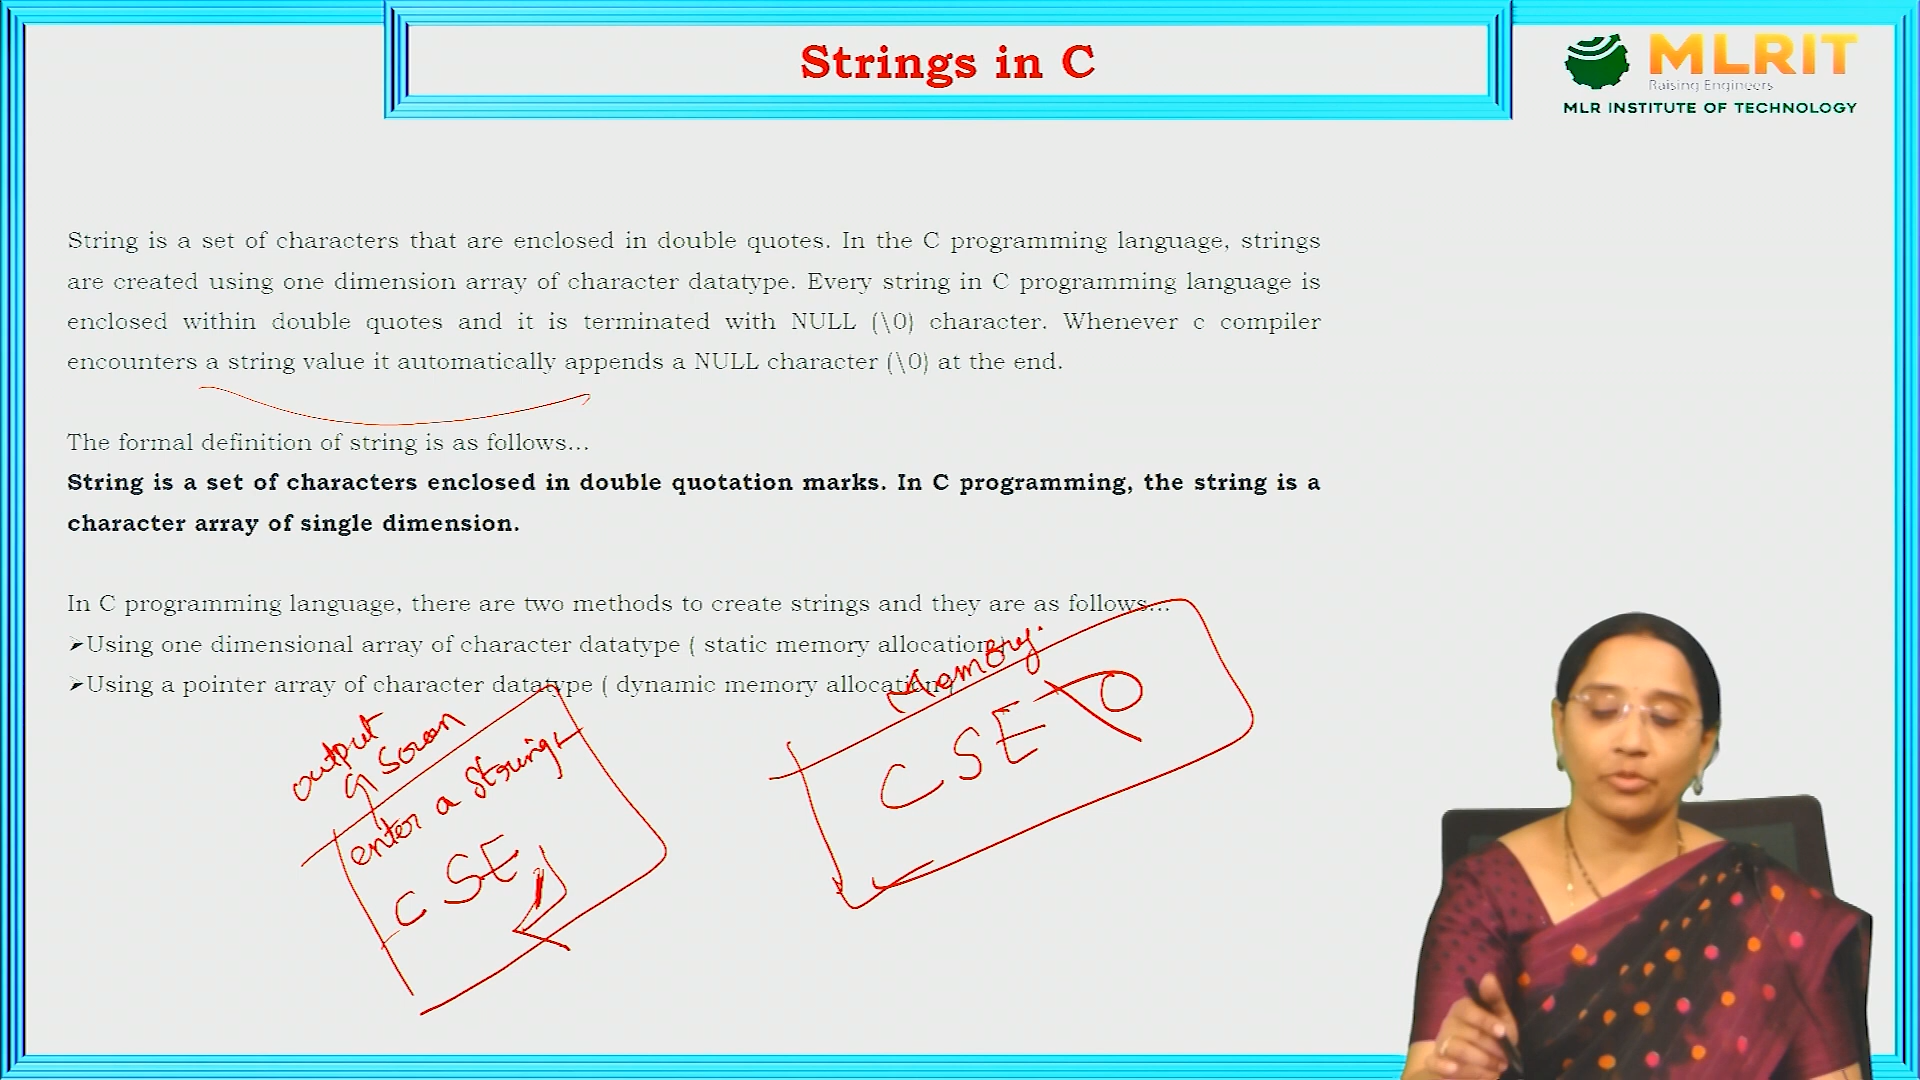 Strings in C
MLRIT
Raising Engineers
MLR INSTITUTE OF TECHNOLOGY
String is a set of characters that are enclosed in double quotes. In the C programming language, strings
are created using one dimension array of character datatype. Every string in C programming language is
enclosed within double quotes and it is terminated with NULL (\0) character. Whenever c compiler
encounters a string value it automatically appends a NULL character (\0) at the end.
The formal definition of string is as follows...
String is a set of characters enclosed in double quotation marks. In C programming, the string is a
character array of single dimension.
In C programming language, there are two methods to create strings and they are as follows...
➢Using one dimensional array of character datatype ( static memory allocation )
➢Using a pointer array of character datatype ( dynamic memory allocation )
output
screen
enter a string
CSE
Memory.
CSE\0